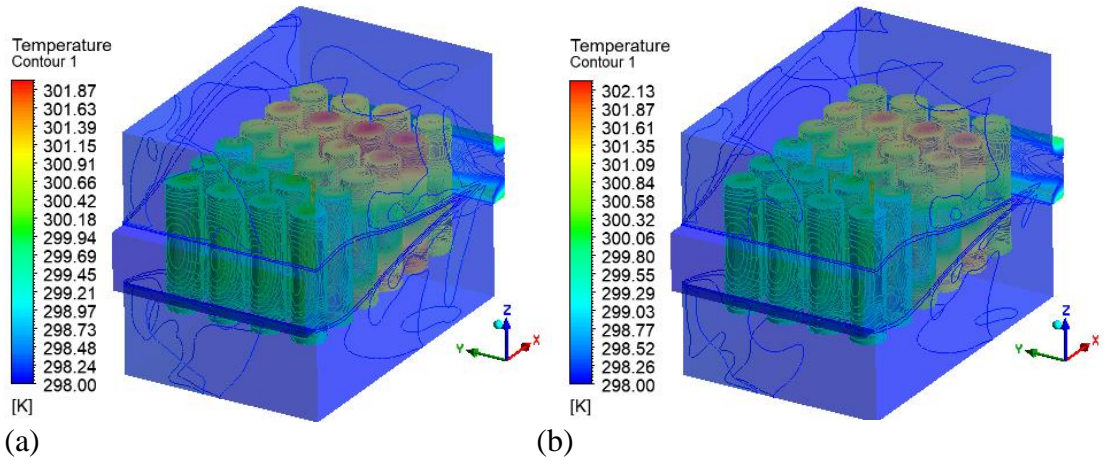 Temperature
Contour 1
301.87
301.63
301.39
301.15
300.91
300.66
300.42
300.18
299.94
299.69
299.45
299.21
298.97
298.73
298.48
298.24
298.00
[K]
Z
Y
X
(a)
Temperature
Contour 1
302.13
301.87
301.61
301.35
301.09
300.84
300.58
300.32
300.06
299.80
299.55
299.29
299.03
298.77
298.52
298.26
298.00
[K]
Z
Y
X
(b)